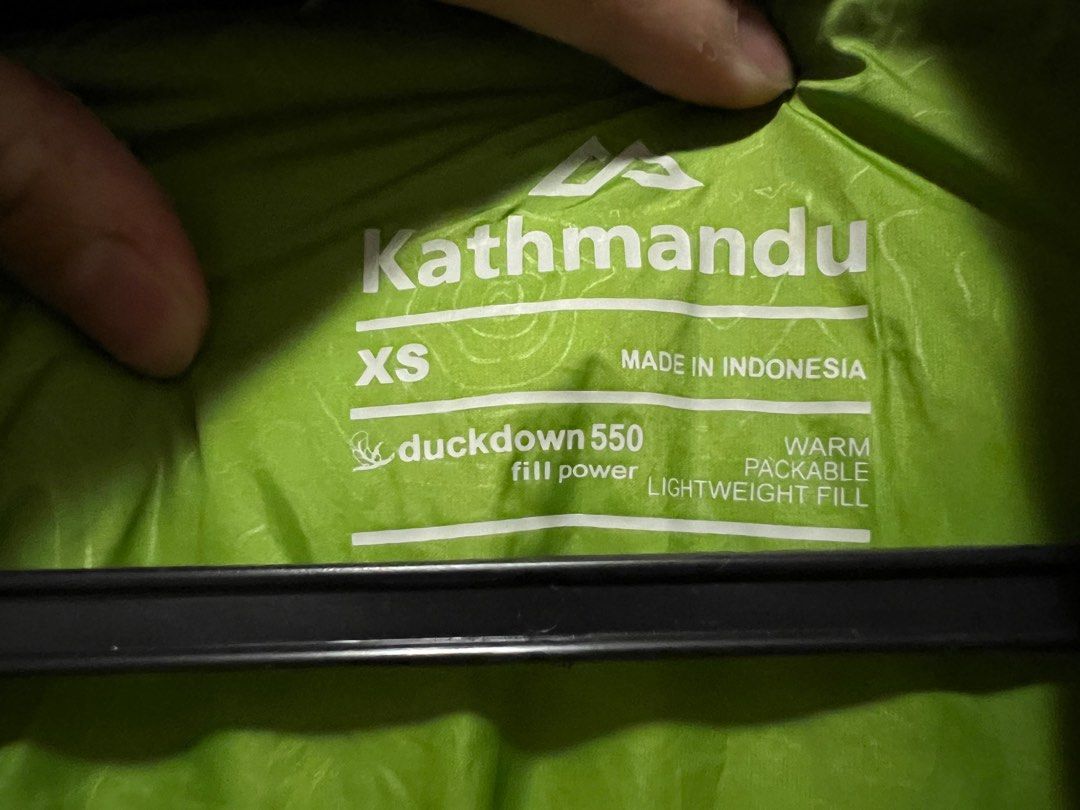 Kathmandu
XS MADE IN INDONESIA
duckdown 550
fill power
WARM
PACKABLE
LIGHTWEIGHT FILL